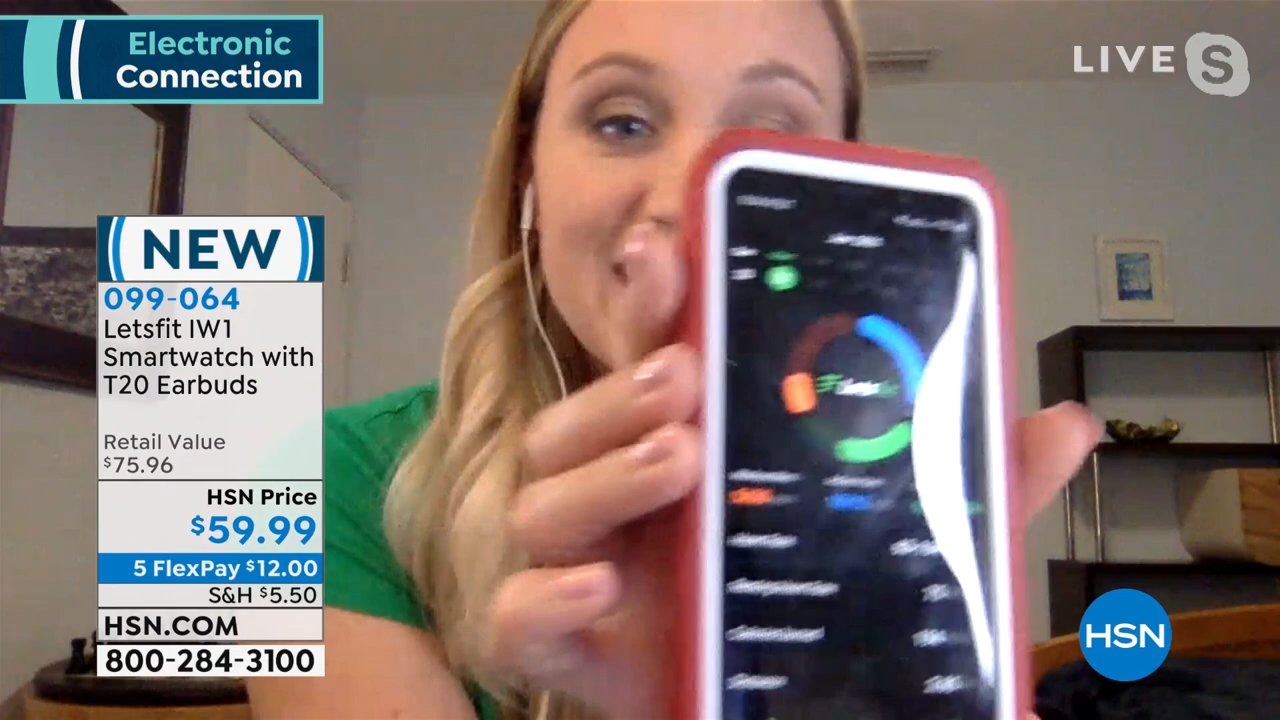 Electronic
Connection
LIVE S
NEW
099-064
Letsfit IW1
Smartwatch with
T20 Earbuds
Retail Value
$75.96
HSN Price
$59.99
5 FlexPay $12.00
S&H $5.50
HSN.COM
800-284-3100
HSN